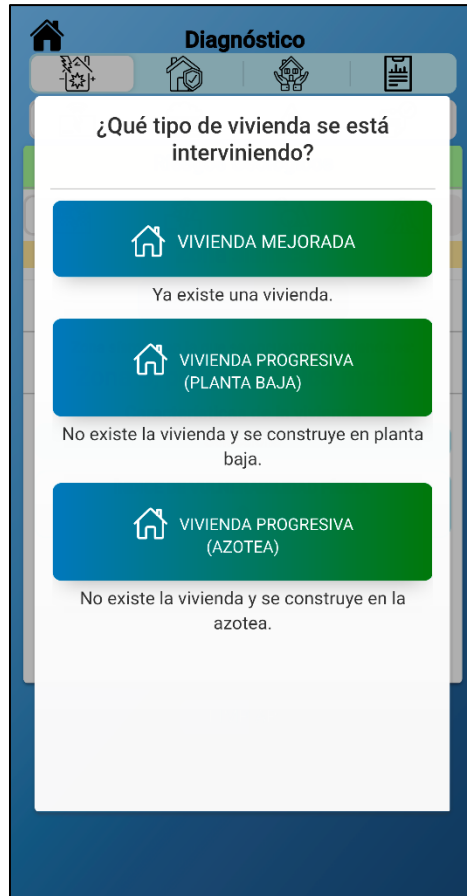 Diagnóstico
¿Qué tipo de vivienda se está
interviniendo?
VIVIENDA MEJORADA
Ya existe una vivienda.
VIVIENDA PROGRESIVA
(PLANTA BAJA)
No existe la vivienda y se construye en planta
baja.
VIVIENDA PROGRESIVA
(AZOTEA)
No existe la vivienda y se construye en la
azotea.